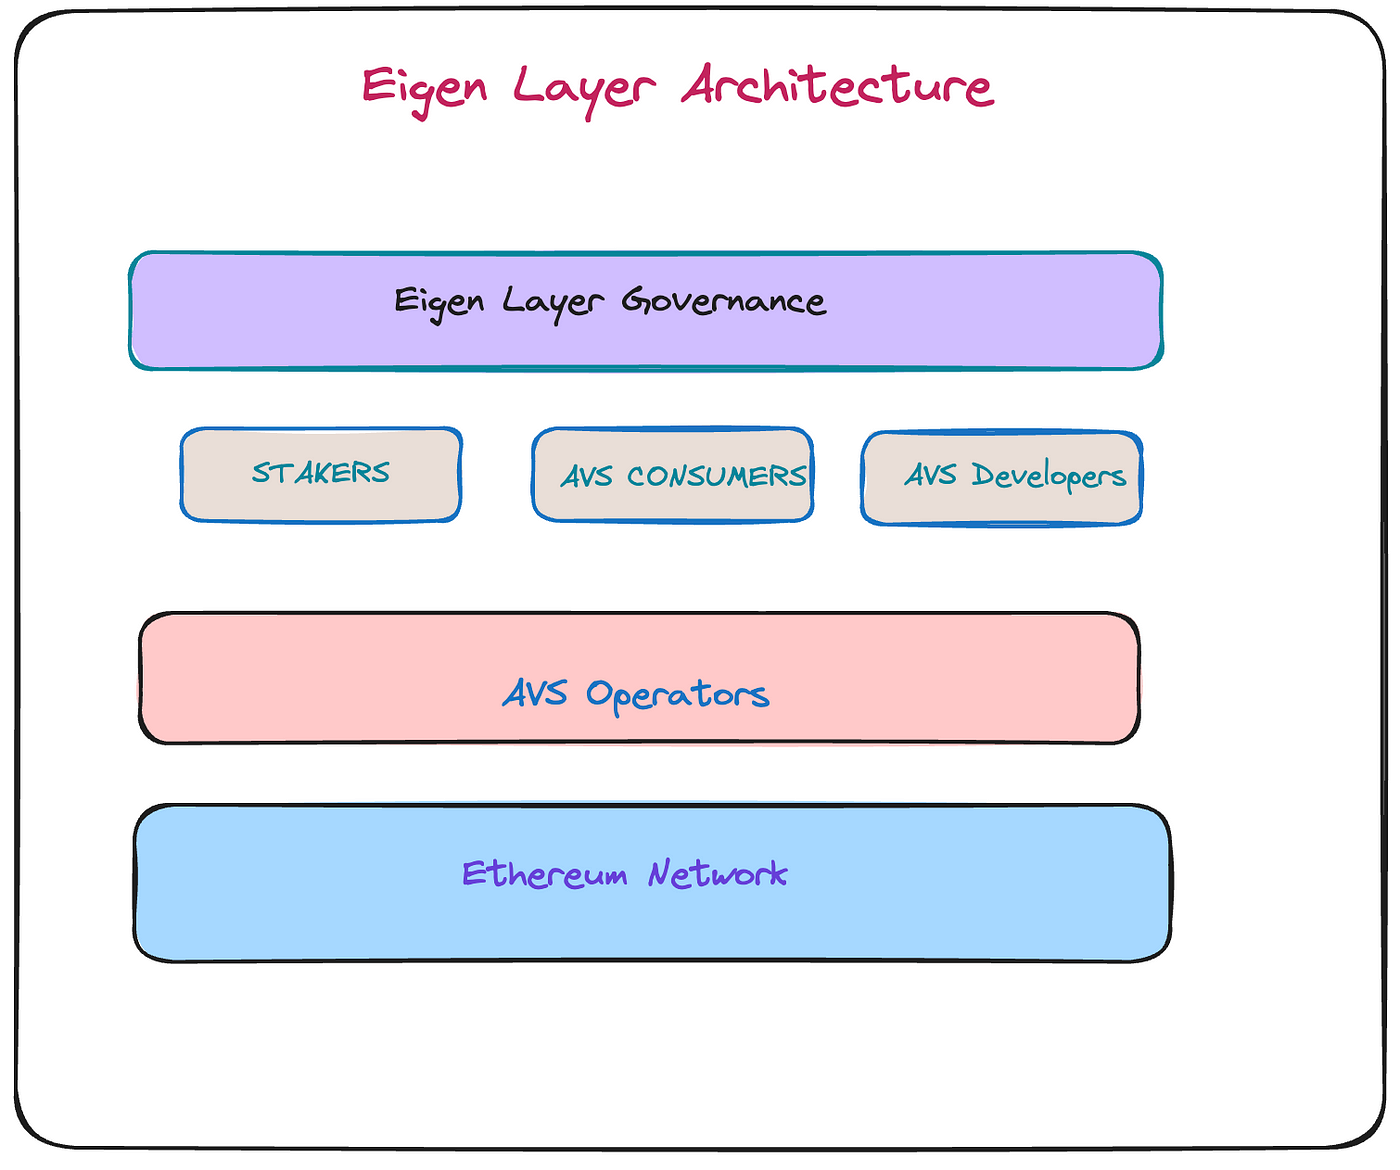 Eigen Layer Architecture
Eigen Layer Governance
STAKERS
AVS CONSUMERS
AVS Developers
AVS Operators
Ethereum Network